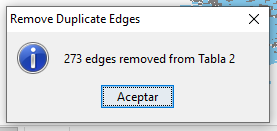 Remove Duplicate Edges
273 edges removed from Tabla 2
Aceptar